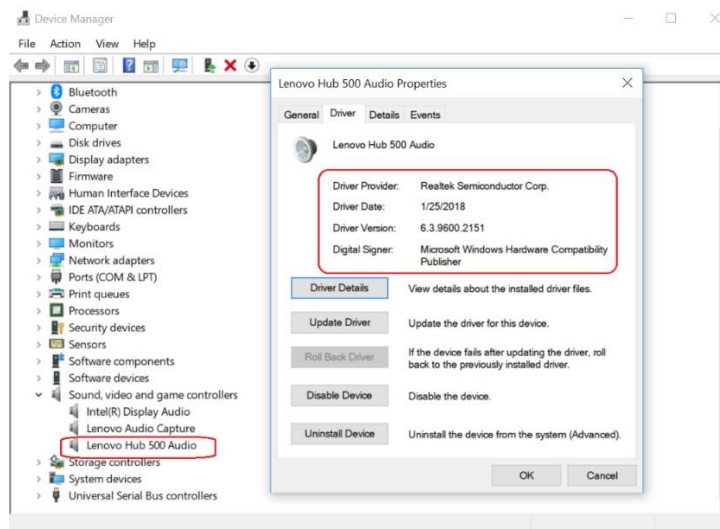 Device Manager
File Action View Help
Bluetooth
Cameras
Computer
Disk drives
Display adapters
Firmware
Human Interface Devices
IDE ATA/ATAPI controllers
Keyboards
Monitors
Network adapters
Ports (COM & LPT)
Print queues
Processors
Security devices
Sensors
Software components
Software devices
Sound, video and game controllers
Intel(R) Display Audio
Lenovo Audio Capture
Lenovo Hub 500 Audio
Storage controllers
System devices
Universal Serial Bus controllers
Lenovo Hub 500 Audio Properties
General Driver Details Events
Lenovo Hub 500 Audio
Driver Provider: Realtek Semiconductor Corp.
Driver Date: 1/25/2018
Driver Version: 6.3.9600.2151
Digital Signer: Microsoft Windows Hardware Compatibility
Publisher
Driver Details View details about the installed driver files.
Update Driver Update the driver for this device.
Roll Back Driver If the device fails after updating the driver, roll
back to the previously installed driver.
Disable Device Disable the device.
Uninstall Device Uninstall the device from the system (Advanced).
OK Cancel